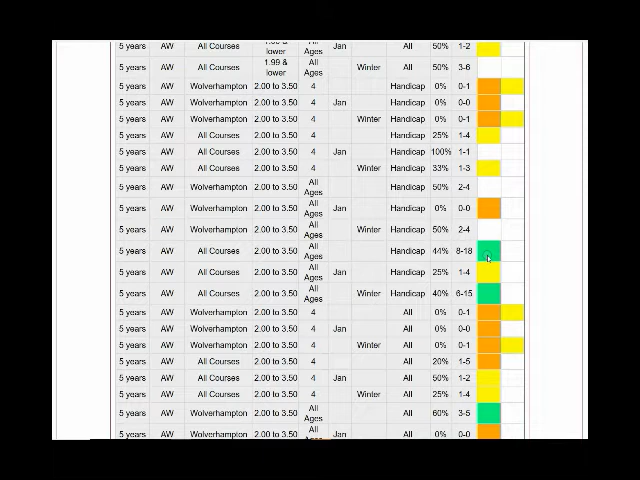 5 years AW All Courses 1.99 & lower All Ages Jan All 50% 1-2
5 years AW All Courses 1.99 & lower Winter All 50% 3-6
5 years AW Wolverhampton 2.00 to 3.50 4 Handicap 0% 0-1
5 years AW Wolverhampton 2.00 to 3.50 4 Jan Handicap 0% 0-0
5 years AW Wolverhampton 2.00 to 3.50 4 Winter Handicap 0% 0-1
5 years AW All Courses 2.00 to 3.50 4 Handicap 25% 1-4
5 years AW All Courses 2.00 to 3.50 4 Jan Handicap 100% 1-1
5 years AW All Courses 2.00 to 3.50 4 Winter Handicap 33% 1-3
5 years AW Wolverhampton 2.00 to 3.50 All Ages Handicap 50% 2-4
5 years AW Wolverhampton 2.00 to 3.50 All Ages Jan Handicap 0% 0-0
5 years AW Wolverhampton 2.00 to 3.50 All Ages Winter Handicap 50% 2-4
5 years AW All Courses 2.00 to 3.50 All Ages Handicap 44% 8-18
5 years AW All Courses 2.00 to 3.50 All Ages Jan Handicap 25% 1-4
5 years AW All Courses 2.00 to 3.50 All Ages Winter Handicap 40% 6-15
5 years AW Wolverhampton 2.00 to 3.50 4 All 0% 0-1
5 years AW Wolverhampton 2.00 to 3.50 4 Jan All 0% 0-0
5 years AW Wolverhampton 2.00 to 3.50 4 Winter All 0% 0-1
5 years AW All Courses 2.00 to 3.50 4 All 20% 1-5
5 years AW All Courses 2.00 to 3.50 4 Jan All 50% 1-2
5 years AW All Courses 2.00 to 3.50 4 Winter All 25% 1-4
5 years AW Wolverhampton 2.00 to 3.50 All Ages All 60% 3-5
5 years AW Wolverhampton 2.00 to 3.50 All Ages Jan All 0% 0-0